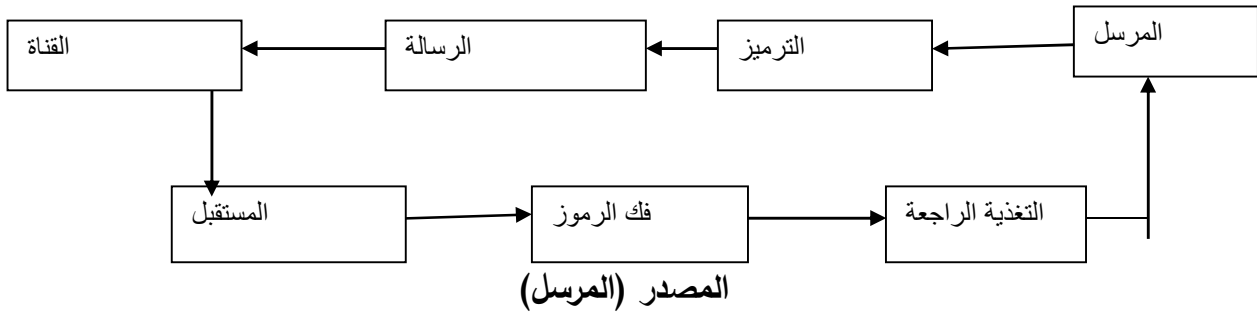 المرسل
الترميز
الرسالة
القناة
المستقبل
فك الرموز
التغذية الراجعة
المصدر (المرسل)